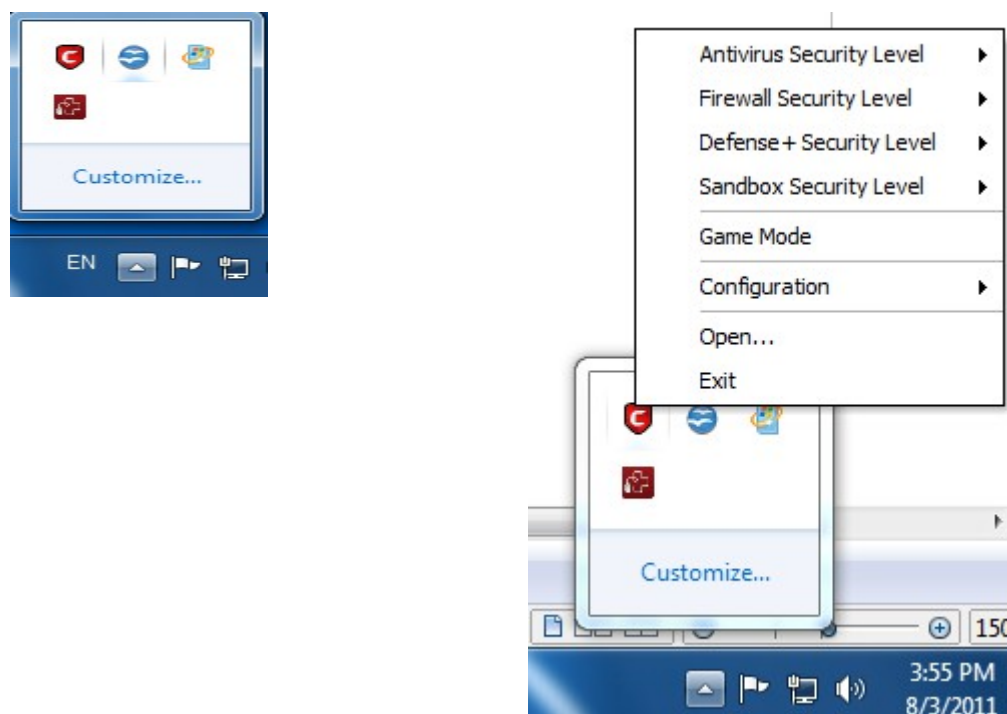 Customize...
EN
Antivirus Security Level
Firewall Security Level
Defense+ Security Level
Sandbox Security Level
Game Mode
Configuration
Open...
Exit
Customize...
150
3:55 PM
8/3/2011